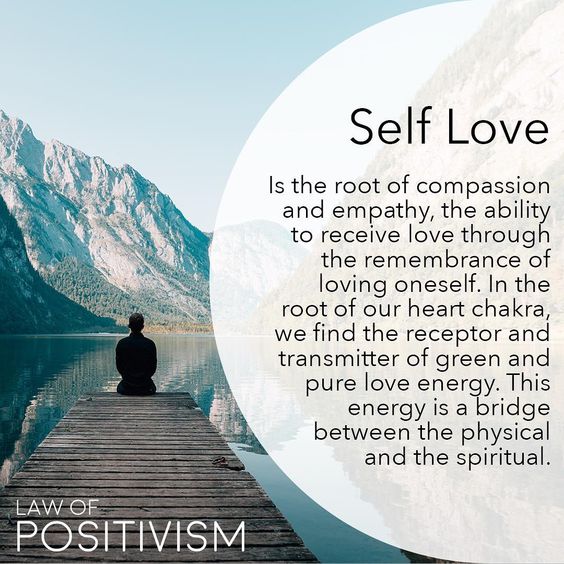 Self Love
Is the root of compassion
and empathy, the ability
to receive love through
the remembrance of
loving oneself. In the
root of our heart chakra,
we find the receptor and
transmitter of green and
pure love energy. This
energy is a bridge
between the physical
and the spiritual.
LAW OF
POSITIVISM